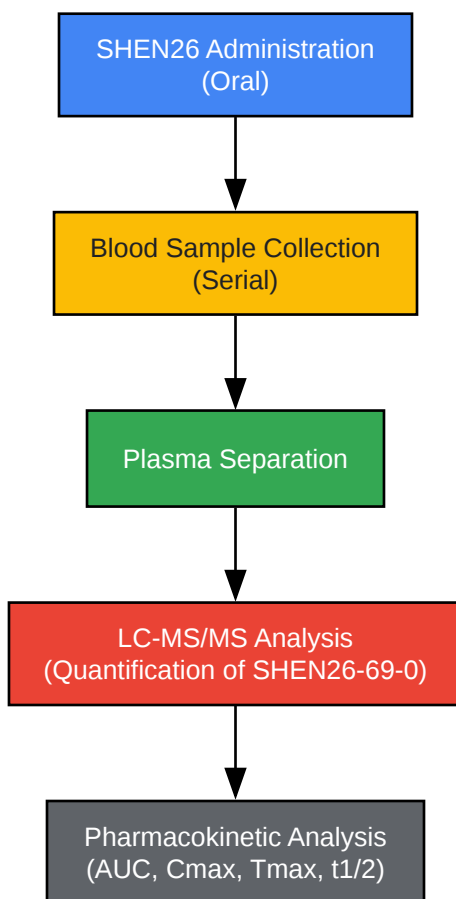 SHEN26 Administration
(Oral)
Blood Sample Collection
(Serial)
Plasma Separation
LC-MS/MS Analysis
(Quantification of SHEN26-69-0)
Pharmacokinetic Analysis
(AUC, Cmax, Tmax, t1/2)